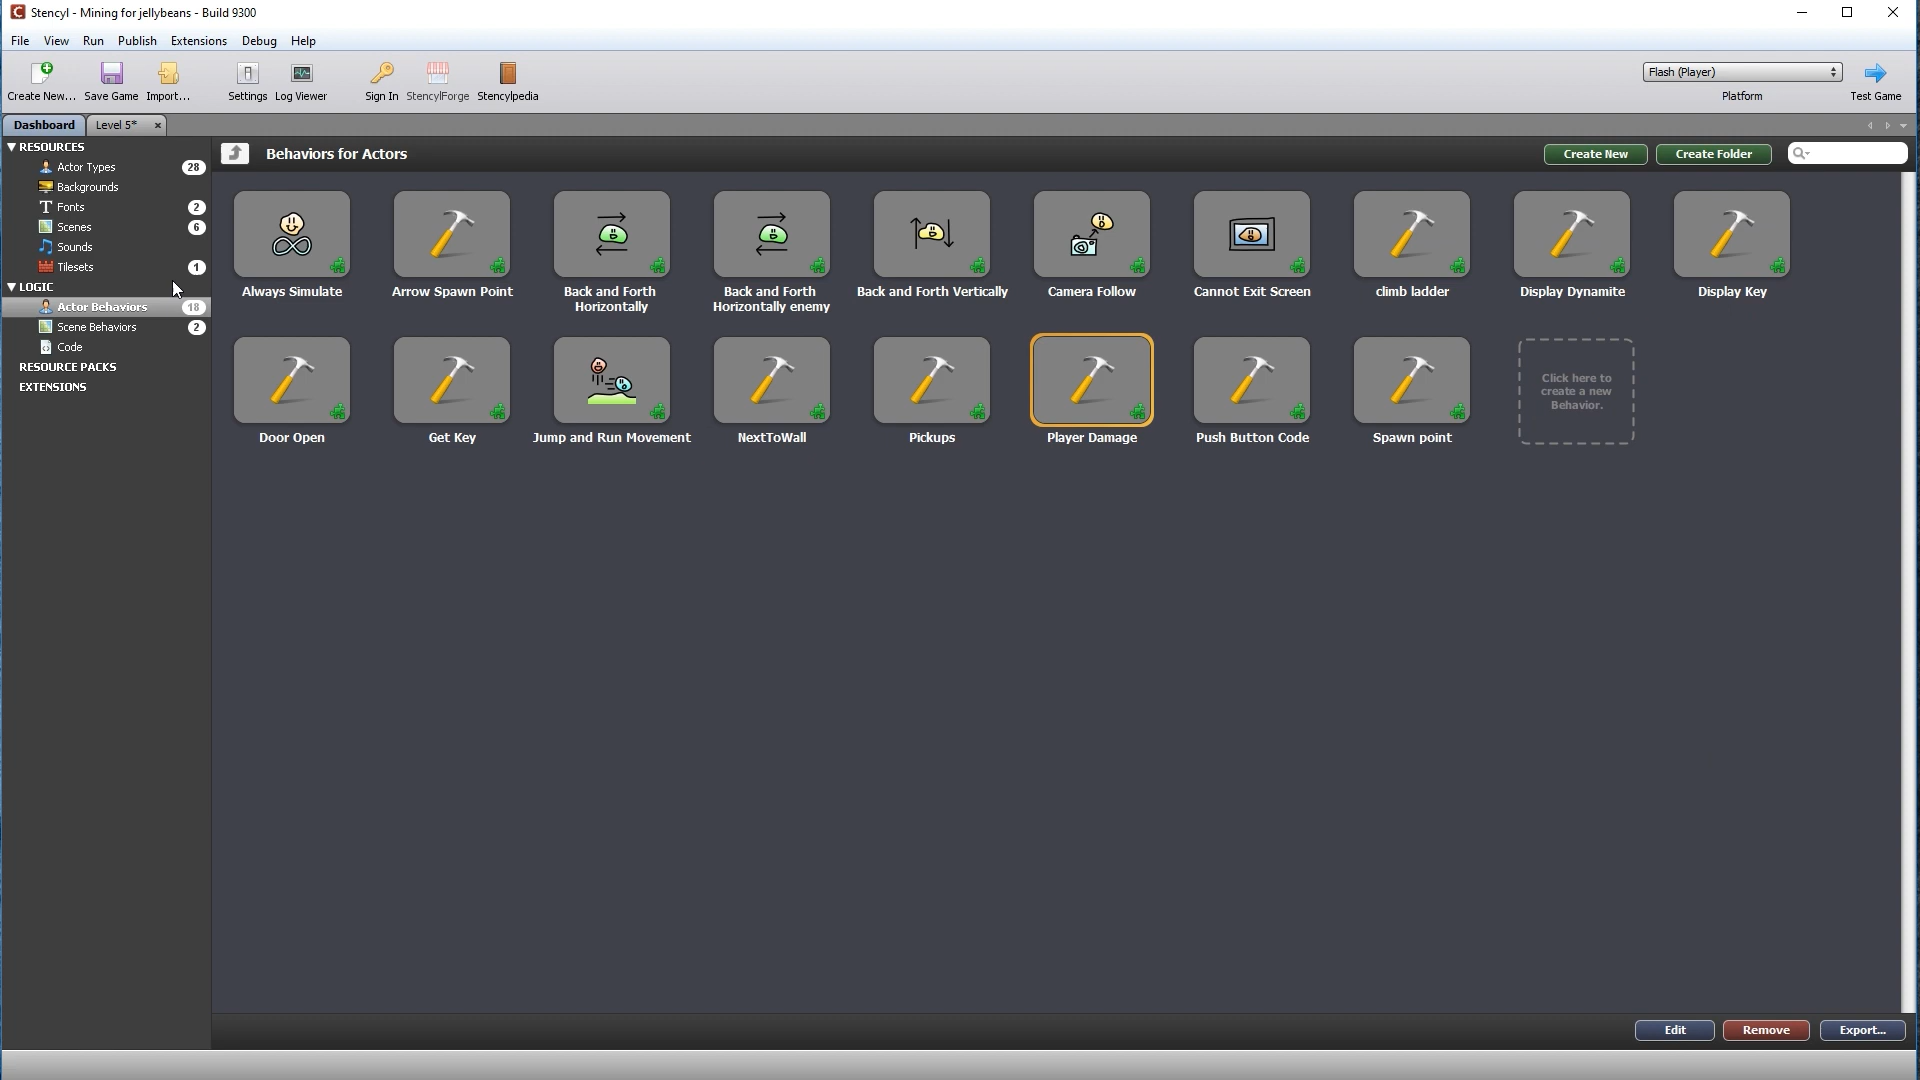 Stencyl - Mining for jellybeans - Build 9300
File View Run Publish Extensions Debug Help
Create New... Save Game Import... Settings Log Viewer Sign In StencylForge Stencylpedia
Flash (Player)
Platform
Test Game
Dashboard
Level 5*
RESOURCES
Actor Types 28
Backgrounds
Fonts 2
Scenes 6
Sounds
Tilesets 1
LOGIC
Actor Behaviors 18
Scene Behaviors 2
Code
RESOURCE PACKS
EXTENSIONS
Behaviors for Actors
Create New
Create Folder
Always Simulate
Arrow Spawn Point
Back and Forth
Horizontally
Back and Forth
Horizontally enemy
Back and Forth Vertically
Camera Follow
Cannot Exit Screen
climb ladder
Display Dynamite
Display Key
Door Open
Get Key
Jump and Run Movement
NextToWall
Pickups
Player Damage
Push Button Code
Spawn point
Click here to
create a new
Behavior.
Edit
Remove
Export...